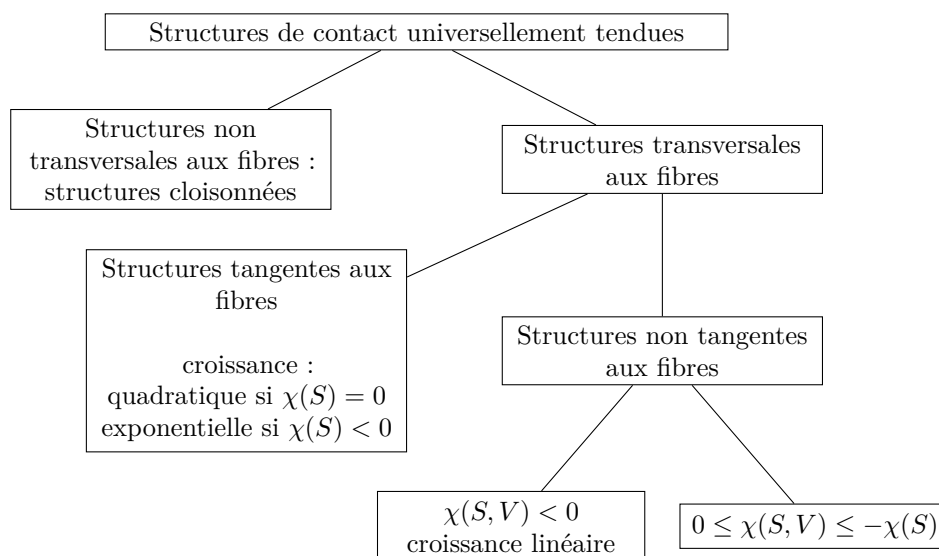 Structures de contact universellement tendues
Structures non
transversales aux fibres :
structures cloisonnées
Structures transversales
aux fibres
Structures tangentes aux
fibres
croissance :
quadratique si χ(S) = 0
exponentielle si χ(S) < 0
Structures non tangentes
aux fibres
χ(S, V) < 0
croissance linéaire
0 ≤ χ(S, V) ≤ −χ(S)